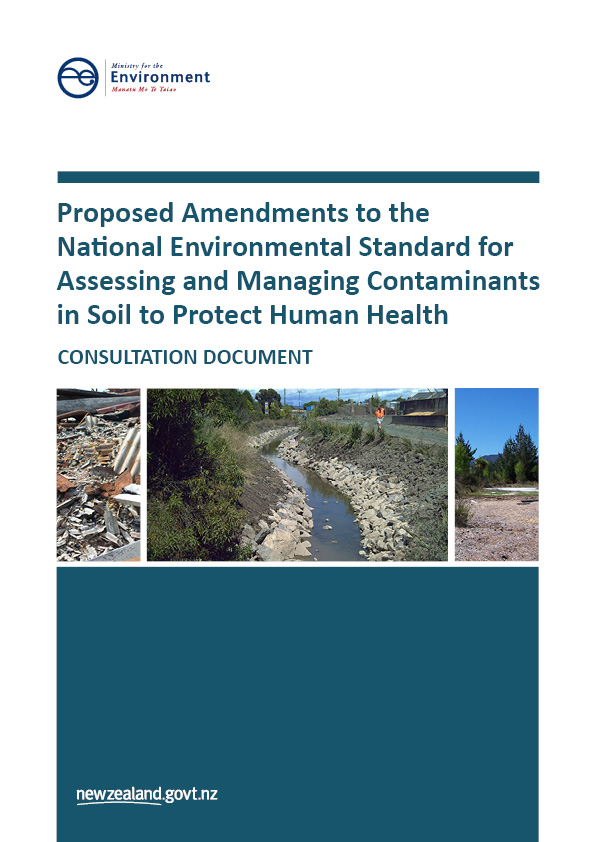 Ministry for the
Environment
Manatū Mō Te Taiao
Proposed Amendments to the
National Environmental Standard for
Assessing and Managing Contaminants
in Soil to Protect Human Health
CONSULTATION DOCUMENT
newzealand.govt.nz